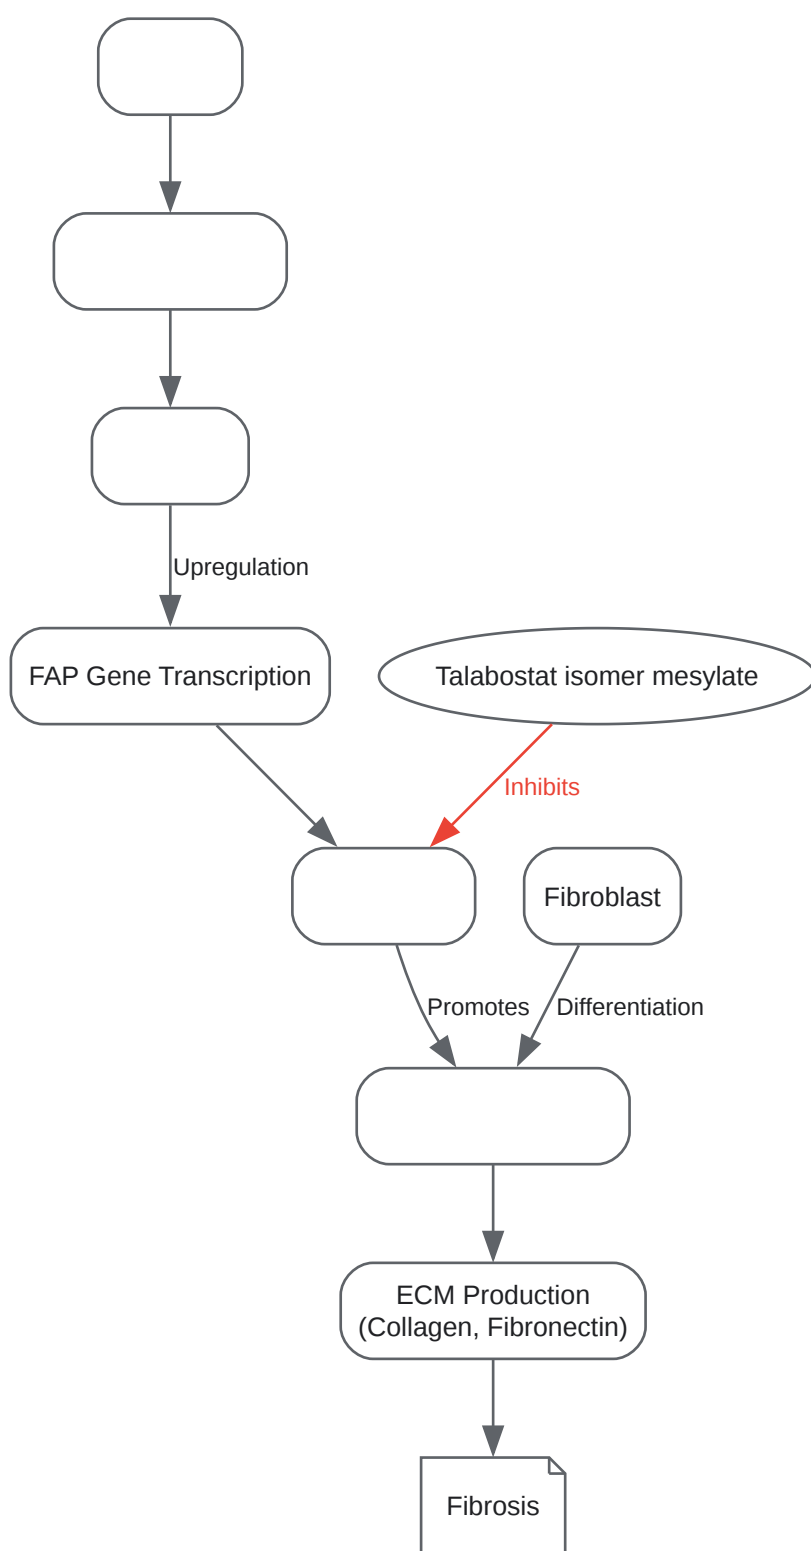 Upregulation
FAP Gene Transcription
Talabostat isomer mesylate
Inhibits
Fibroblast
Promotes
Differentiation
ECM Production
(Collagen, Fibronectin)
Fibrosis